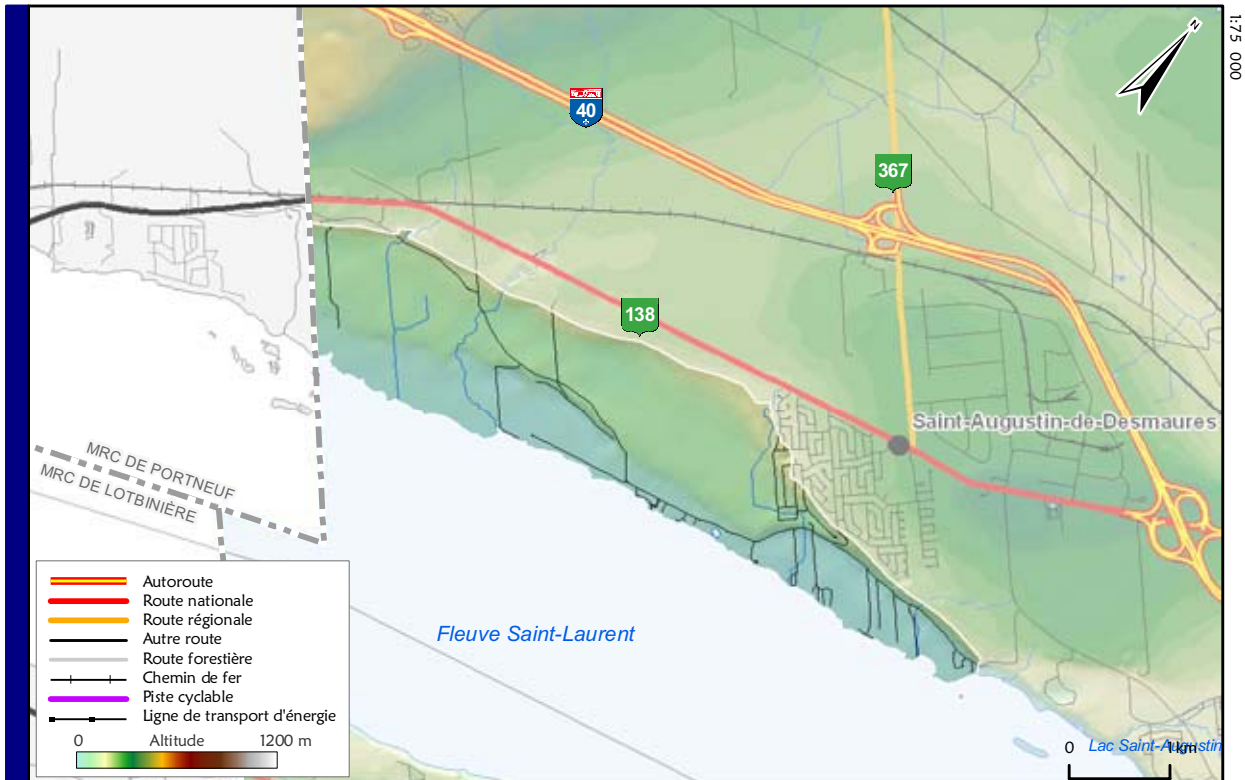 N
1:75 000
40
367
138
Saint-Augustin-de-Desmaures
MRC DE PORTNEUF
MRC DE LOTBINIÈRE
Fleuve Saint-Laurent
Autoroute
Route nationale
Route régionale
Autre route
Route forestière
Chemin de fer
Piste cyclable
Ligne de transport d'énergie
0 Altitude 1200 m
Lac Saint-Augustin
0 1 km